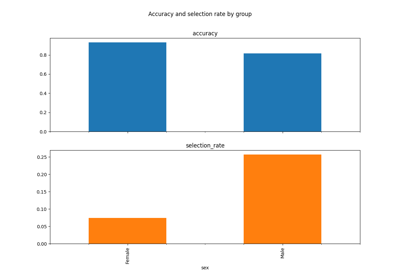 Accuracy and selection rate by group
accuracy
0.8
0.6
0.4
0.2
0.0
selection_rate
0.25
0.20
0.15
0.10
0.05
0.00
Female
Male
sex